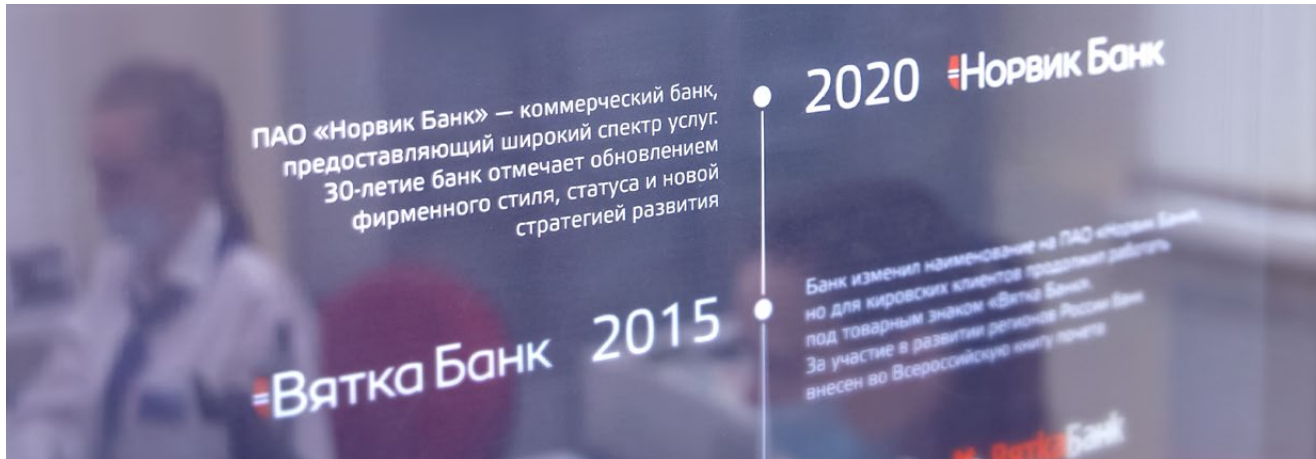 2020 Норвик Банк
ПАО «Норвик Банк» — коммерческий банк,
предоставляющий широкий спектр услуг.
30-летие банк отмечает обновлением
фирменного стиля, статуса и новой
стратегией развития
Вятка Банк 2015
Банк изменил наименование на ПАО «Норвик Банк»,
но для кировских клиентов продолжил работать
под товарным знаком «Вятка Банк».
За участие в развитии регионов России банк
внесен во Всероссийскую книгу почета
ВяткаБанк